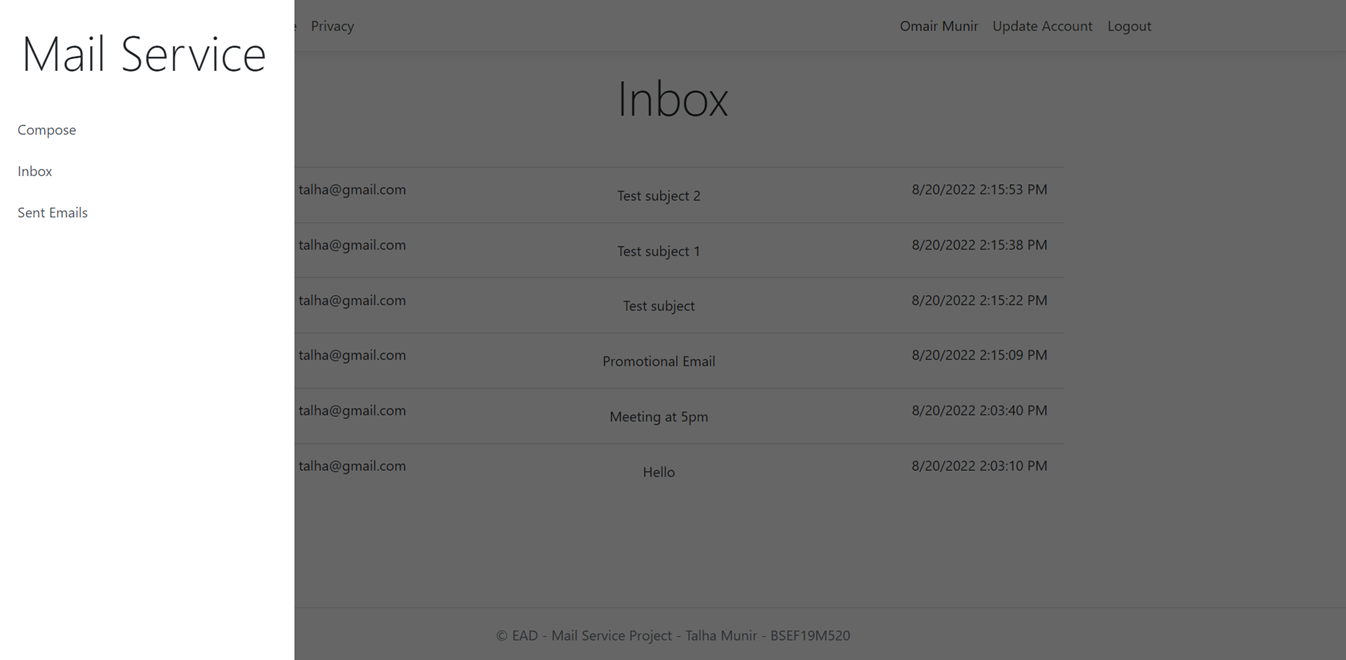 Mail Service
Compose
Inbox
Sent Emails
Privacy
Omair Munir Update Account Logout
Inbox
talha@gmail.com Test subject 2 8/20/2022 2:15:53 PM
talha@gmail.com Test subject 1 8/20/2022 2:15:38 PM
talha@gmail.com Test subject 8/20/2022 2:15:22 PM
talha@gmail.com Promotional Email 8/20/2022 2:15:09 PM
talha@gmail.com Meeting at 5pm 8/20/2022 2:03:40 PM
talha@gmail.com Hello 8/20/2022 2:03:10 PM
© EAD - Mail Service Project - Talha Munir - BSEF19M520